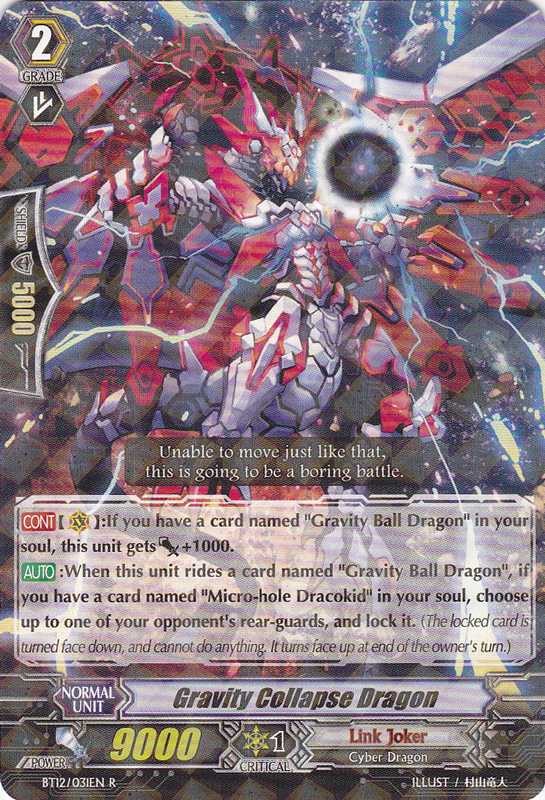 2
GRADE
SHIELD
5000
Unable to move just like that,
this is going to be a boring battle.
CONT【 】:If you have a card named "Gravity Ball Dragon" in your
soul, this unit gets +1000.
AUTO:When this unit rides a card named "Gravity Ball Dragon", if
you have a card named "Micro-hole Dracokid" in your soul, choose
up to one of your opponent's rear-guards, and lock it. (The locked card is
turned face down, and cannot do anything. It turns face up at end of the owner's turn.)
NORMAL
UNIT
Gravity Collapse Dragon
POWER
9000
1
CRITICAL
Link Joker
Cyber Dragon
BT12/031EN R
ILLUST / 村山竜大